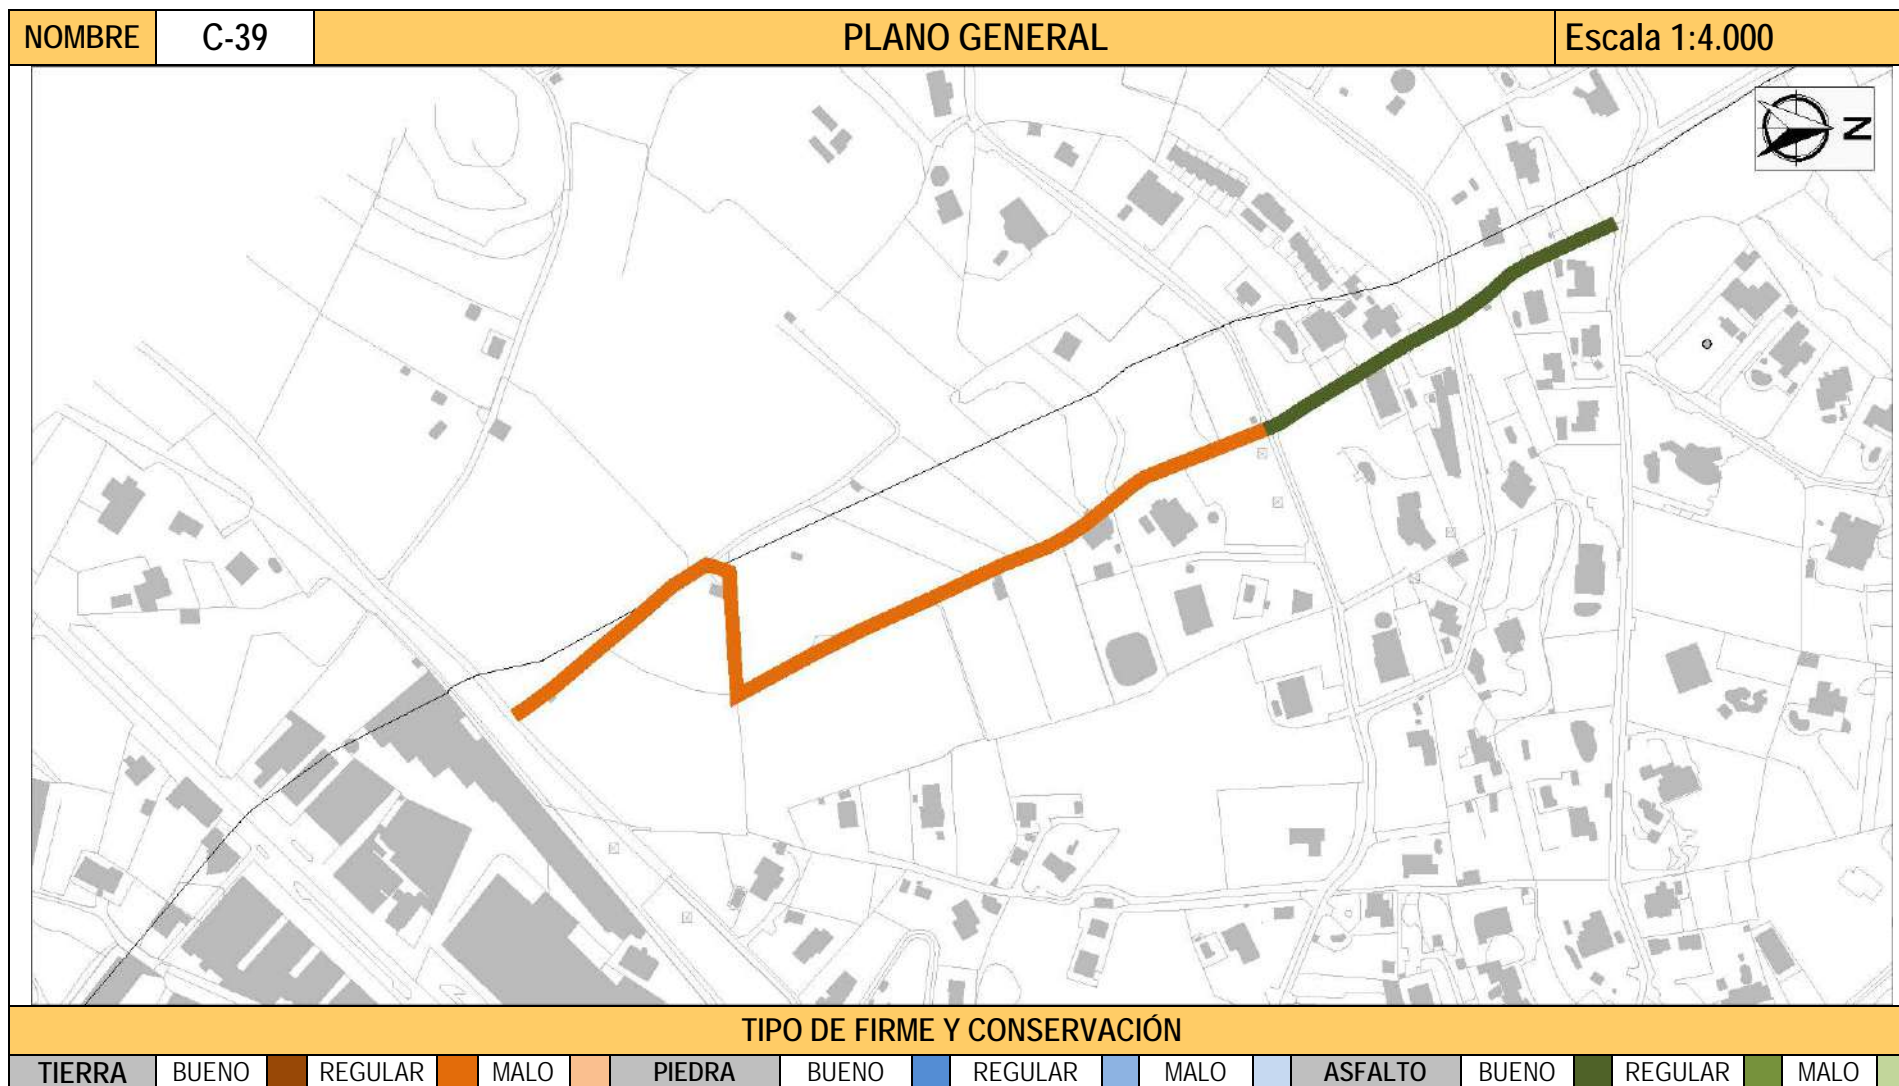 NOMBRE C-39 PLANO GENERAL Escala 1:4.000
N
TIPO DE FIRME Y CONSERVACIÓN
TIERRA BUENO REGULAR MALO PIEDRA BUENO REGULAR MALO ASFALTO BUENO REGULAR MALO